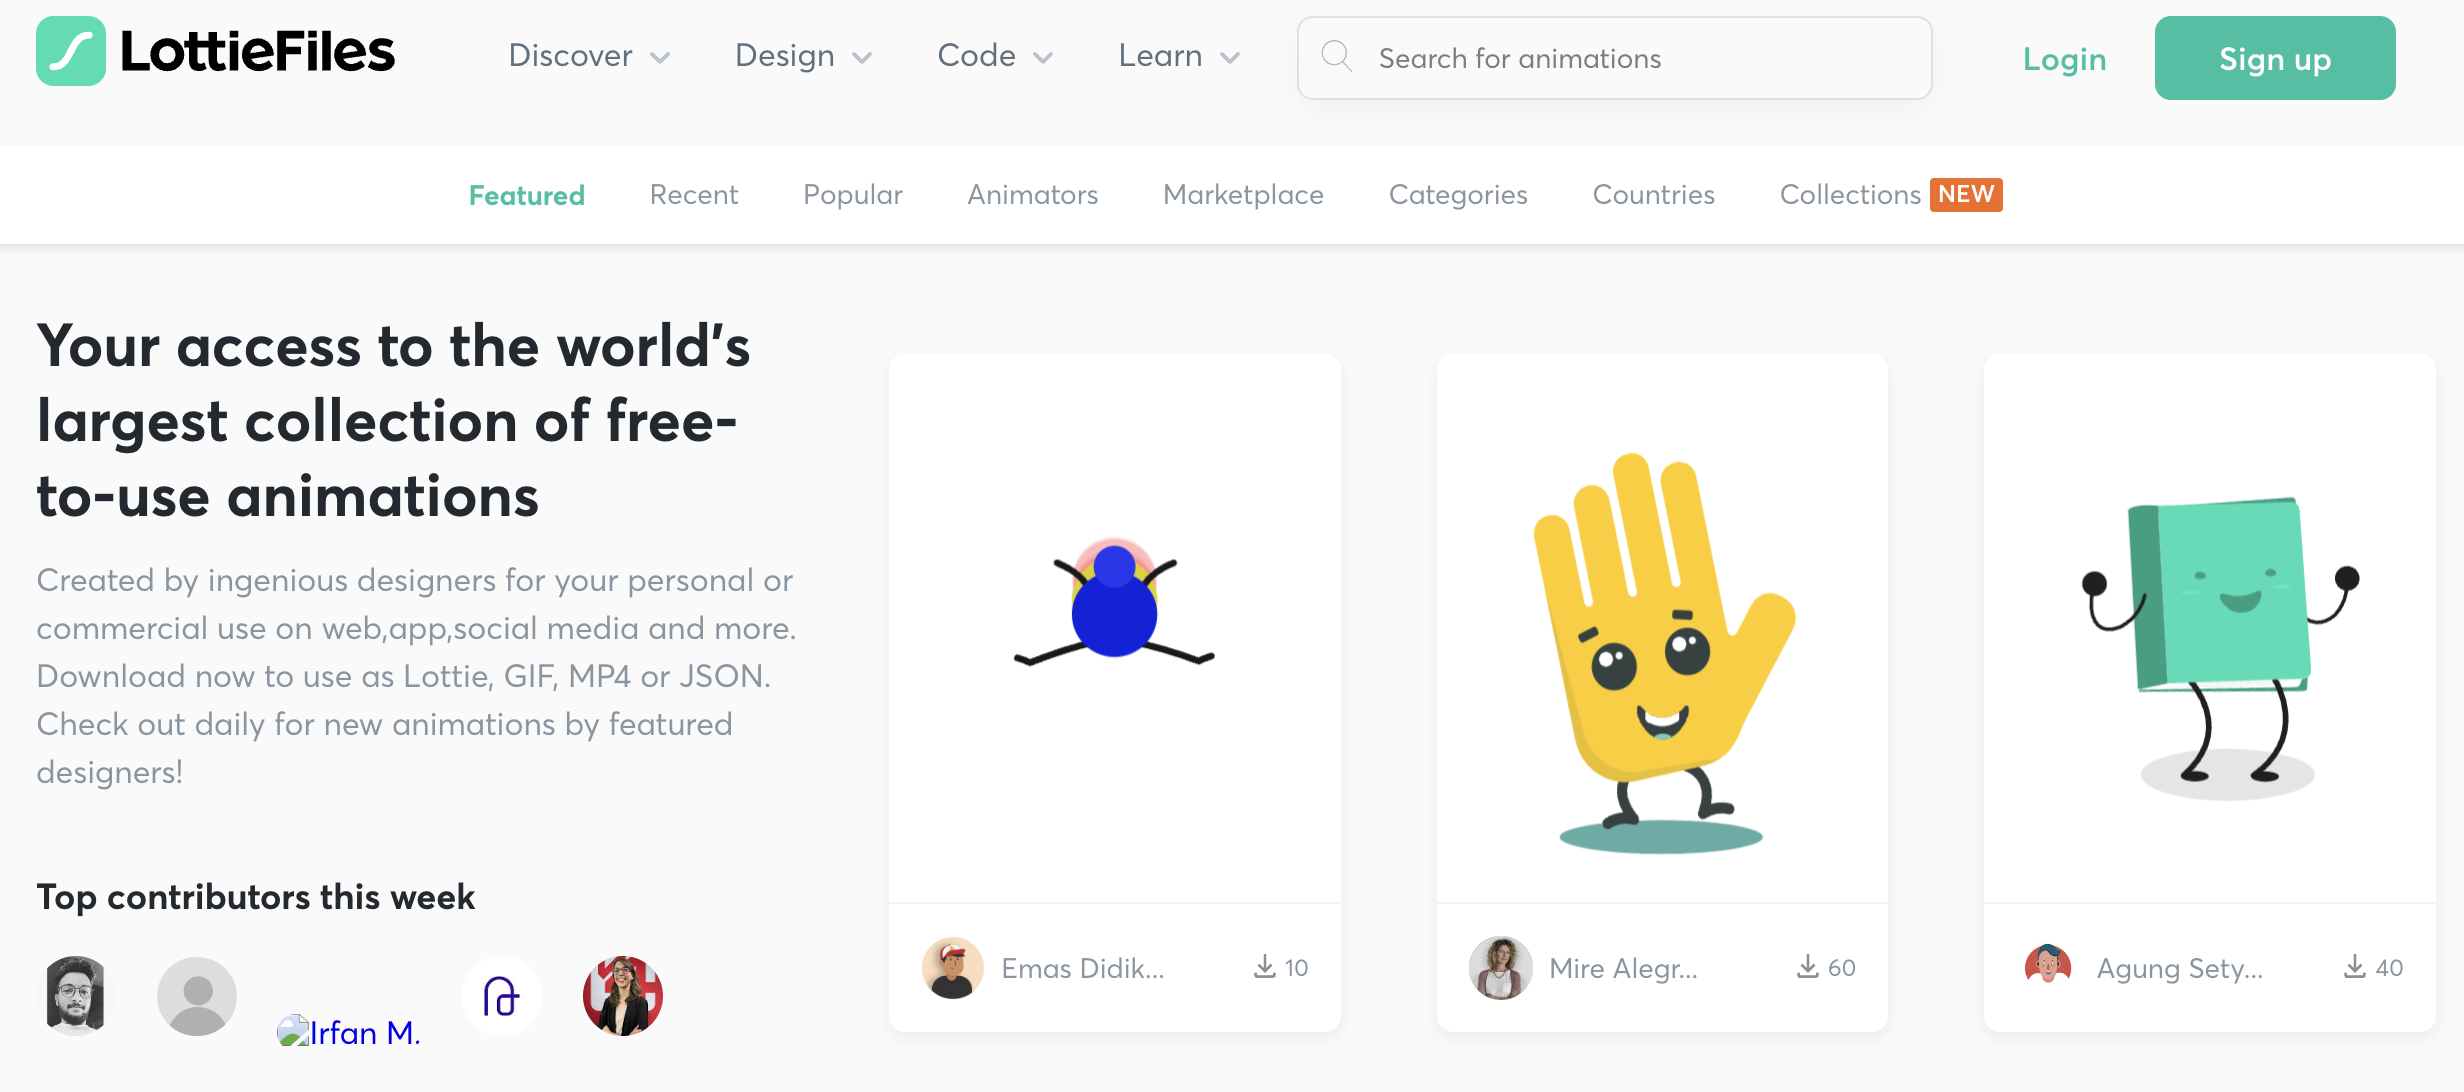 LottieFiles
Discover
Design
Code
Learn
Search for animations
Login
Sign up
Featured
Recent
Popular
Animators
Marketplace
Categories
Countries
Collections NEW
Your access to the world's
largest collection of free-
to-use animations
Created by ingenious designers for your personal or
commercial use on web,app,social media and more.
Download now to use as Lottie, GIF, MP4 or JSON.
Check out daily for new animations by featured
designers!
Top contributors this week
Irfan M.
Emas Didik...
10
Mire Alegr...
60
Agung Sety...
40